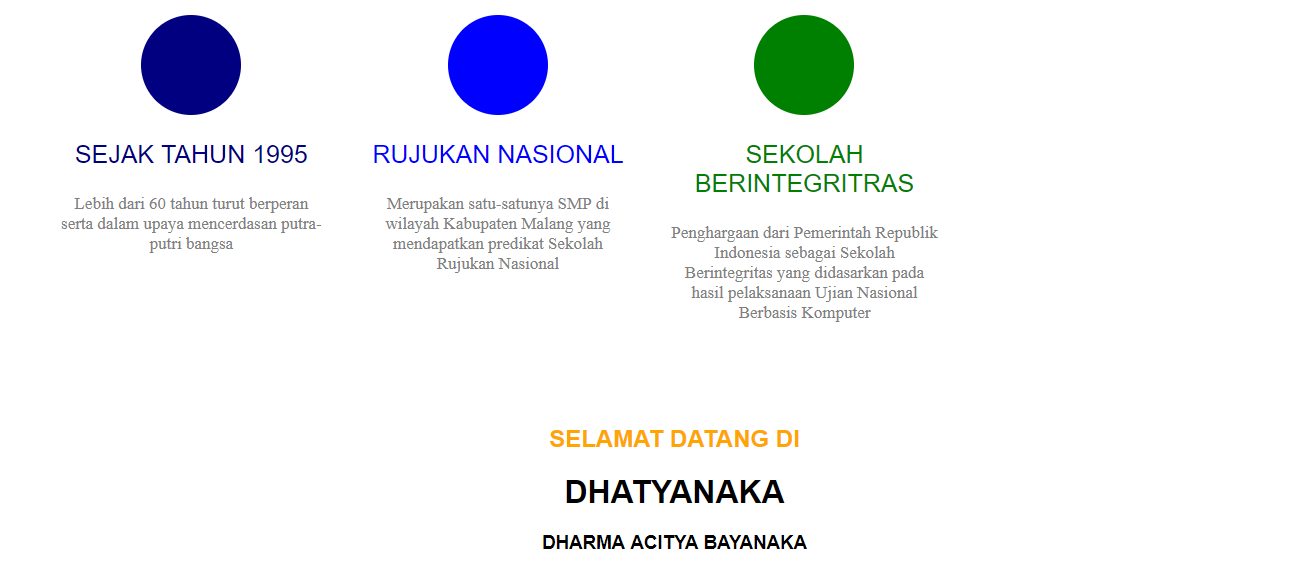 SEJAK TAHUN 1995
Lebih dari 60 tahun turut berperan
serta dalam upaya mencerdasan putra-
putri bangsa
RUJUKAN NASIONAL
Merupakan satu-satunya SMP di
wilayah Kabupaten Malang yang
mendapatkan predikat Sekolah
Rujukan Nasional
SEKOLAH
BERINTEGRITRAS
Penghargaan dari Pemerintah Republik
Indonesia sebagai Sekolah
Berintegritas yang didasarkan pada
hasil pelaksanaan Ujian Nasional
Berbasis Komputer
SELAMAT DATANG DI
DHATYANAKA
DHARMA ACITYA BAYANAKA